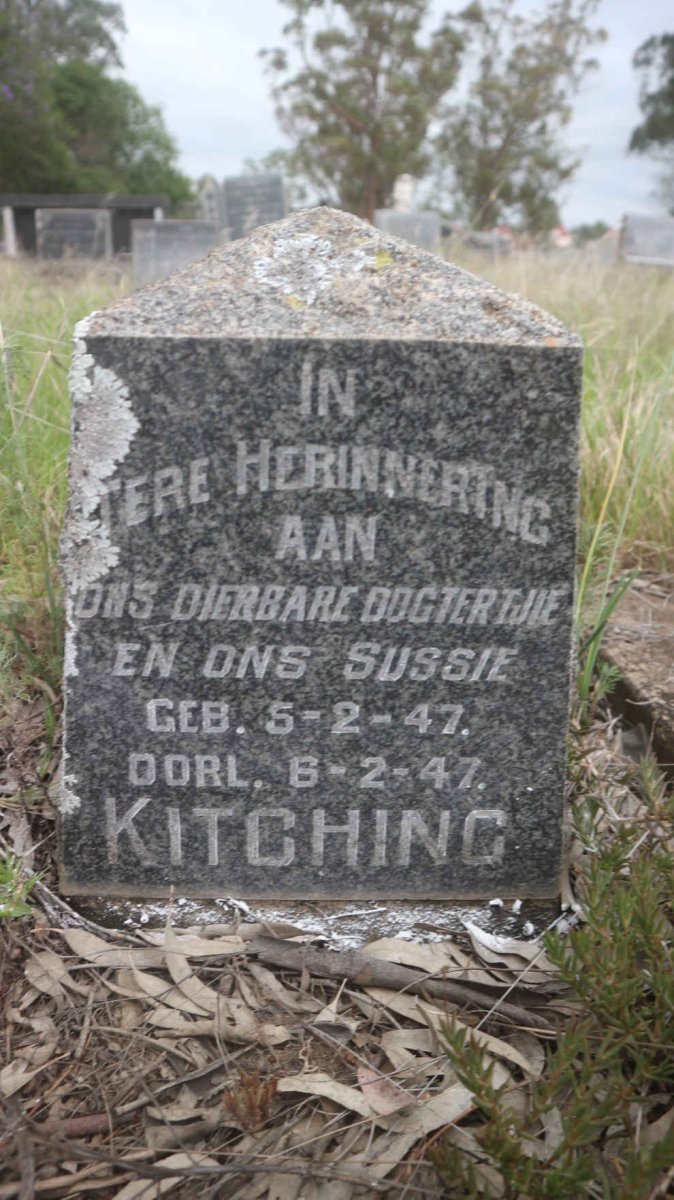 IN
TERE HERINNERING
AAN
ONS DIERBARE DOGTERTJIE
EN ONS SUSSIE
GEB. 5-2-47.
OORL. 6-2-47.
KITCHING